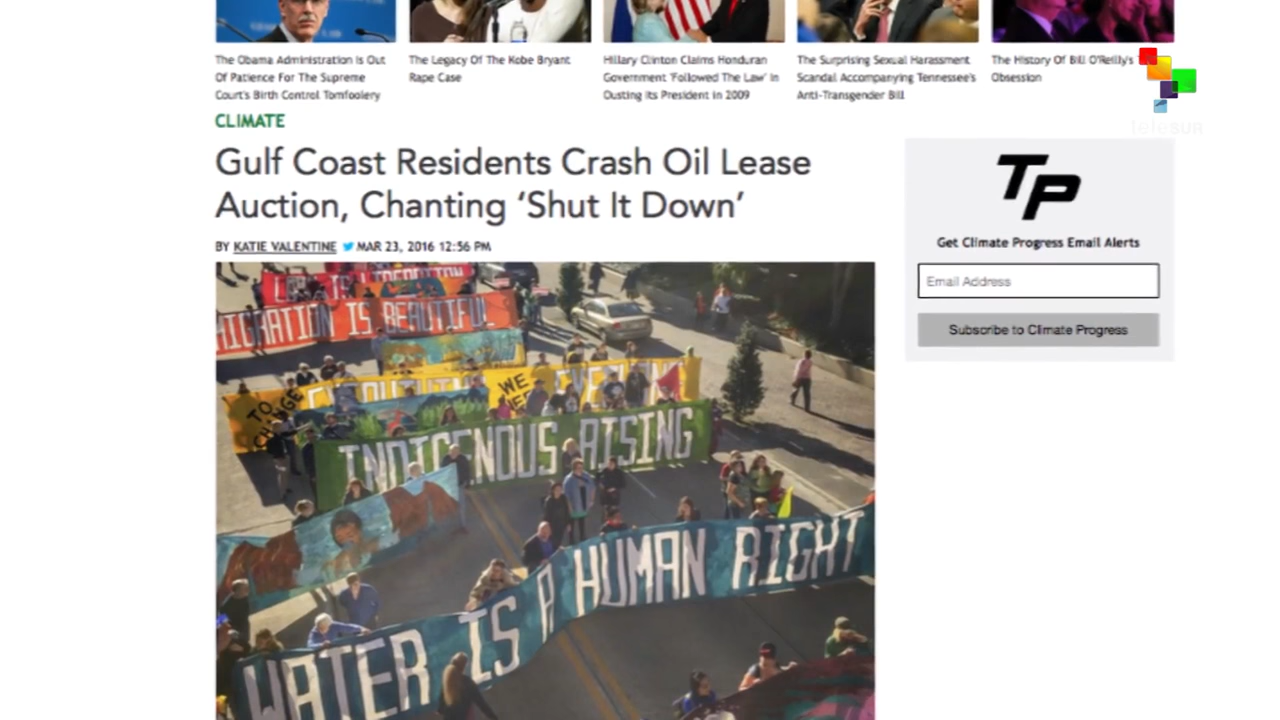 The Obama Administration Is Out
Of Patience For The Supreme
Court's Birth Control Tomfoolery
The Legacy Of The Kobe Bryant
Rape Case
Hillary Clinton Claims Honduran
Government 'Followed The Law' In
Ousting Its President In 2009
The Surprising Sexual Harassment
Scandal Accompanying Tennessee's
Anti-Transgender Bill
The History Of Bill O'Reilly's
Obsession
teleSUR
CLIMATE
Gulf Coast Residents Crash Oil Lease
Auction, Chanting 'Shut It Down'
BY KATIE VALENTINE MAR 23, 2016 12:56 PM
TP
Get Climate Progress Email Alerts
Email Address
Subscribe to Climate Progress
IS BEAUTIFUL
TO CHANGE
WE
INDIGENOUS RISING
WATER IS A HUMAN RIGHT